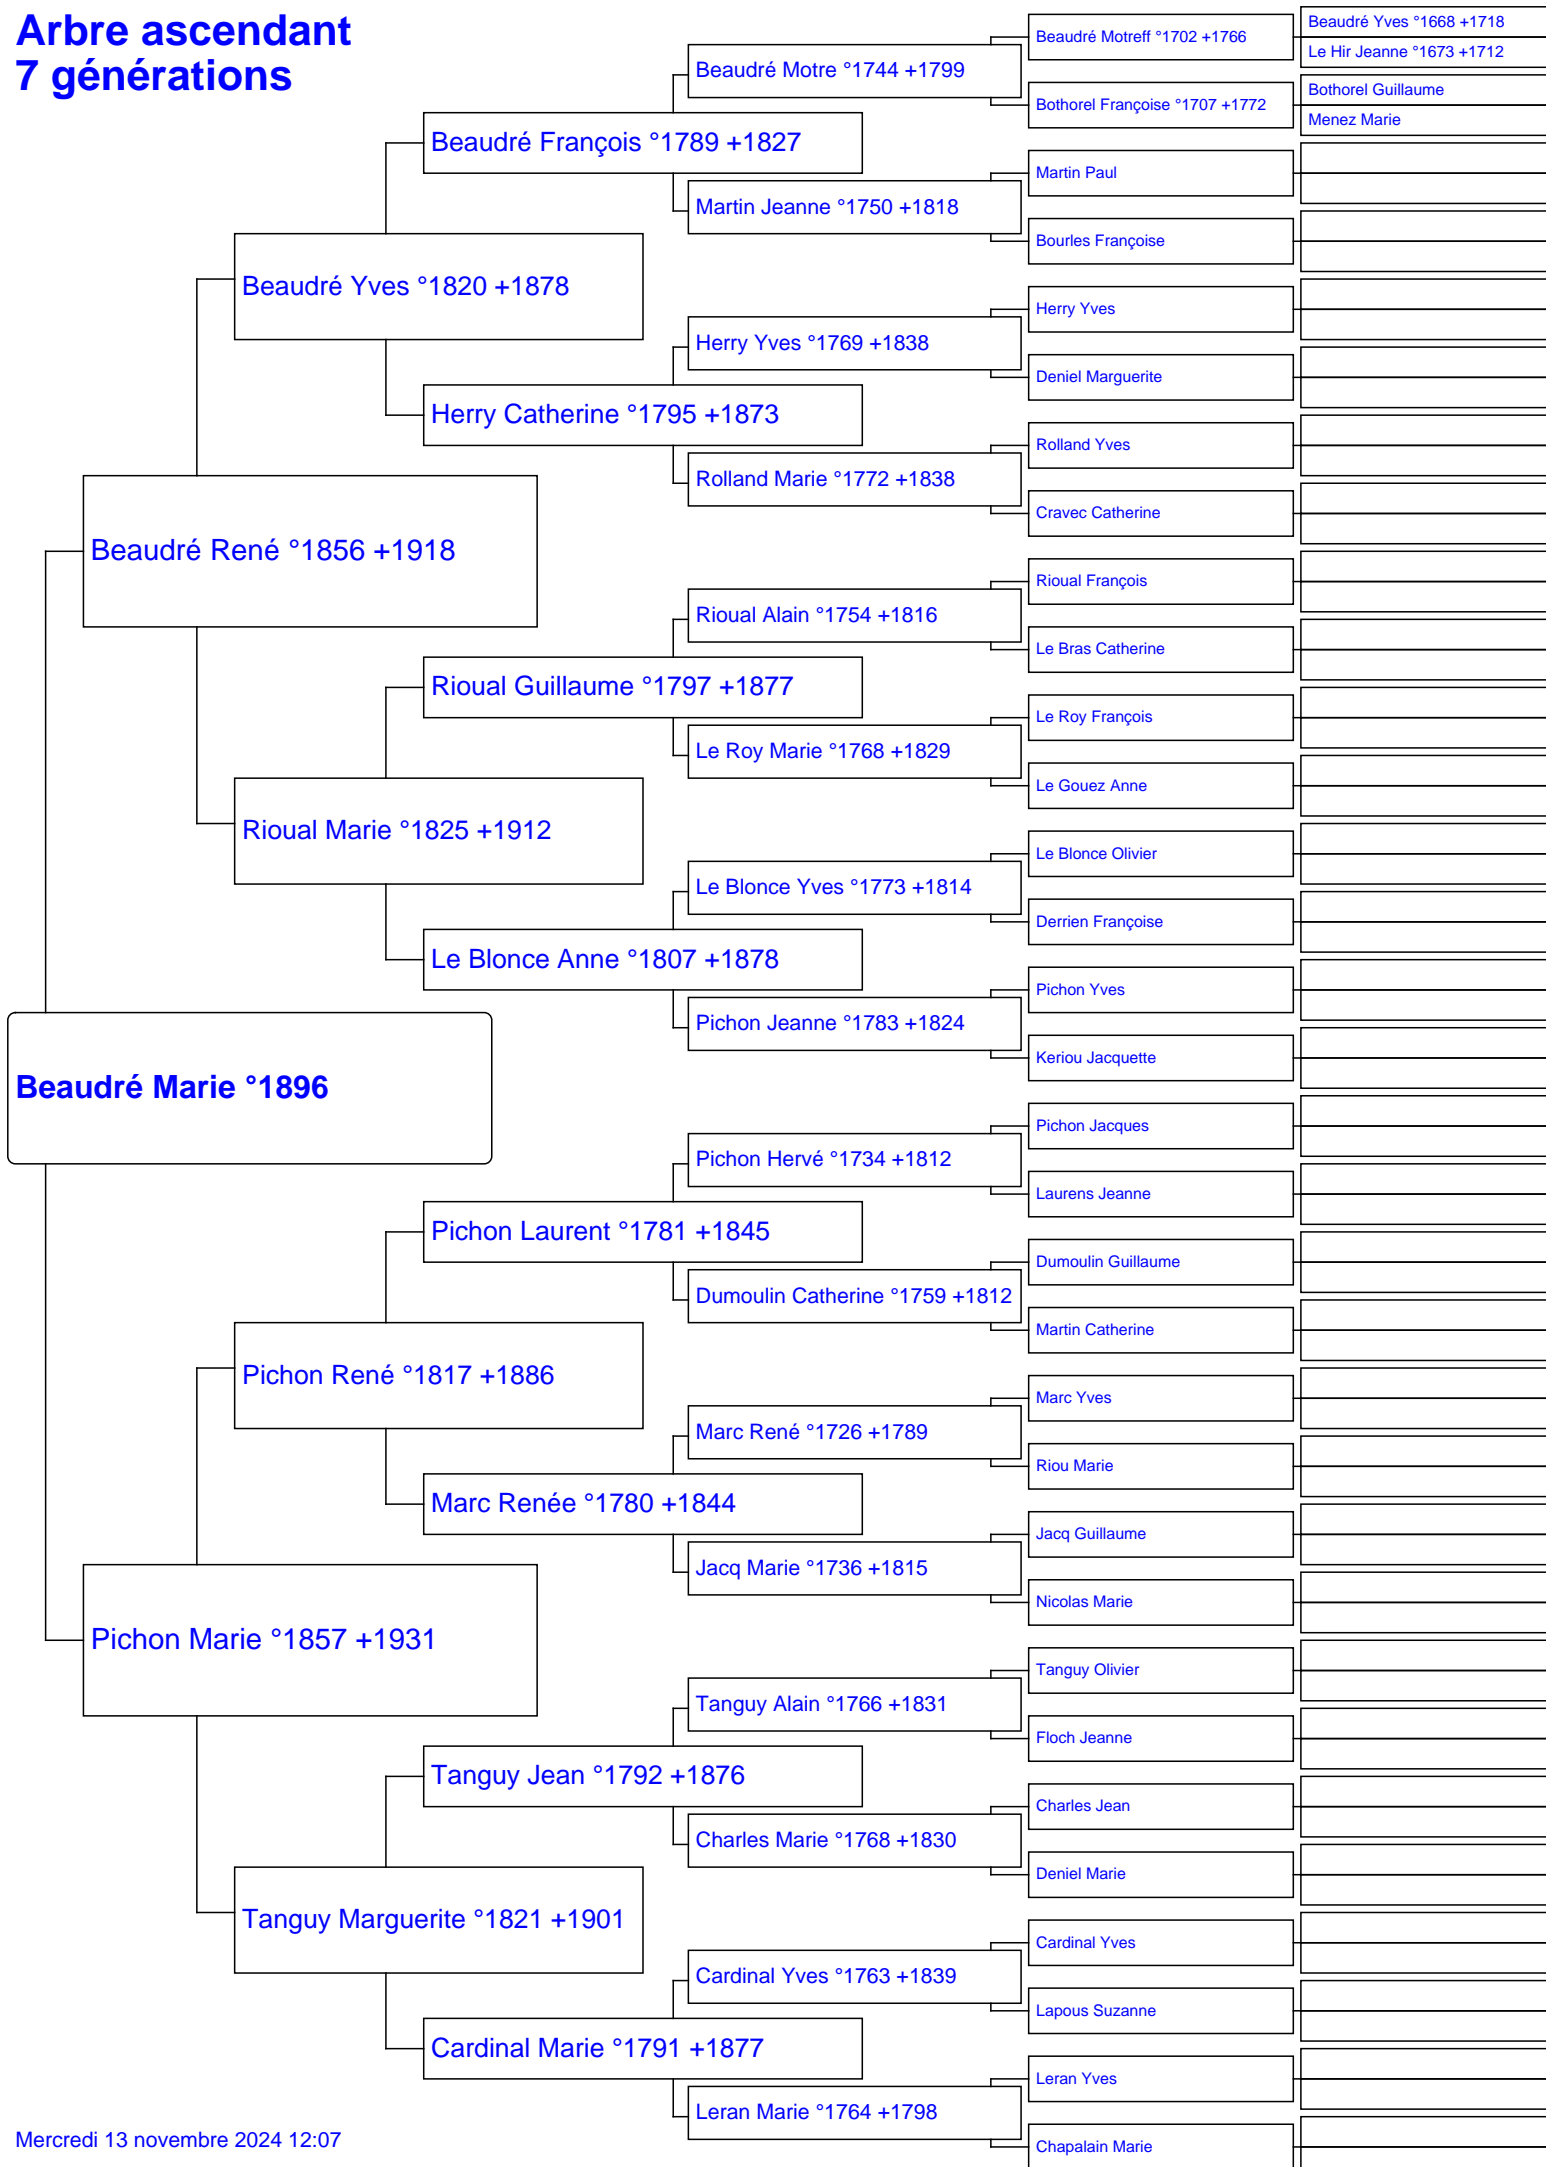 Arbre ascendant
7 générations
Beaudré Marie °1896
Beaudré René °1856 +1918
Pichon Marie °1857 +1931
Beaudré Yves °1820 +1878
Rioual Marie °1825 +1912
Pichon René °1817 +1886
Tanguy Marguerite °1821 +1901
Beaudré François °1789 +1827
Herry Catherine °1795 +1873
Rioual Guillaume °1797 +1877
Le Blonce Anne °1807 +1878
Pichon Laurent °1781 +1845
Marc Renée °1780 +1844
Tanguy Jean °1792 +1876
Cardinal Marie °1791 +1877
Beaudré Motre °1744 +1799
Martin Jeanne °1750 +1818
Herry Yves °1769 +1838
Rolland Marie °1772 +1838
Rioual Alain °1754 +1816
Le Roy Marie °1768 +1829
Le Blonce Yves °1773 +1814
Pichon Jeanne °1783 +1824
Pichon Hervé °1734 +1812
Dumoulin Catherine °1759 +1812
Marc René °1726 +1789
Jacq Marie °1736 +1815
Tanguy Alain °1766 +1831
Charles Marie °1768 +1830
Cardinal Yves °1763 +1839
Leran Marie °1764 +1798
Beaudré Motreff °1702 +1766
Bothorel Françoise °1707 +1772
Martin Paul
Bourles Françoise
Herry Yves
Deniel Marguerite
Rolland Yves
Cravec Catherine
Rioual François
Le Bras Catherine
Le Roy François
Le Gouez Anne
Le Blonce Olivier
Derrien Françoise
Pichon Yves
Keriou Jacquette
Pichon Jacques
Laurens Jeanne
Dumoulin Guillaume
Martin Catherine
Marc Yves
Riou Marie
Jacq Guillaume
Nicolas Marie
Tanguy Olivier
Floch Jeanne
Charles Jean
Deniel Marie
Cardinal Yves
Lapous Suzanne
Leran Yves
Chapalain Marie
Beaudré Yves °1668 +1718
Le Hir Jeanne °1673 +1712
Bothorel Guillaume
Menez Marie
Mercredi 13 novembre 2024 12:07